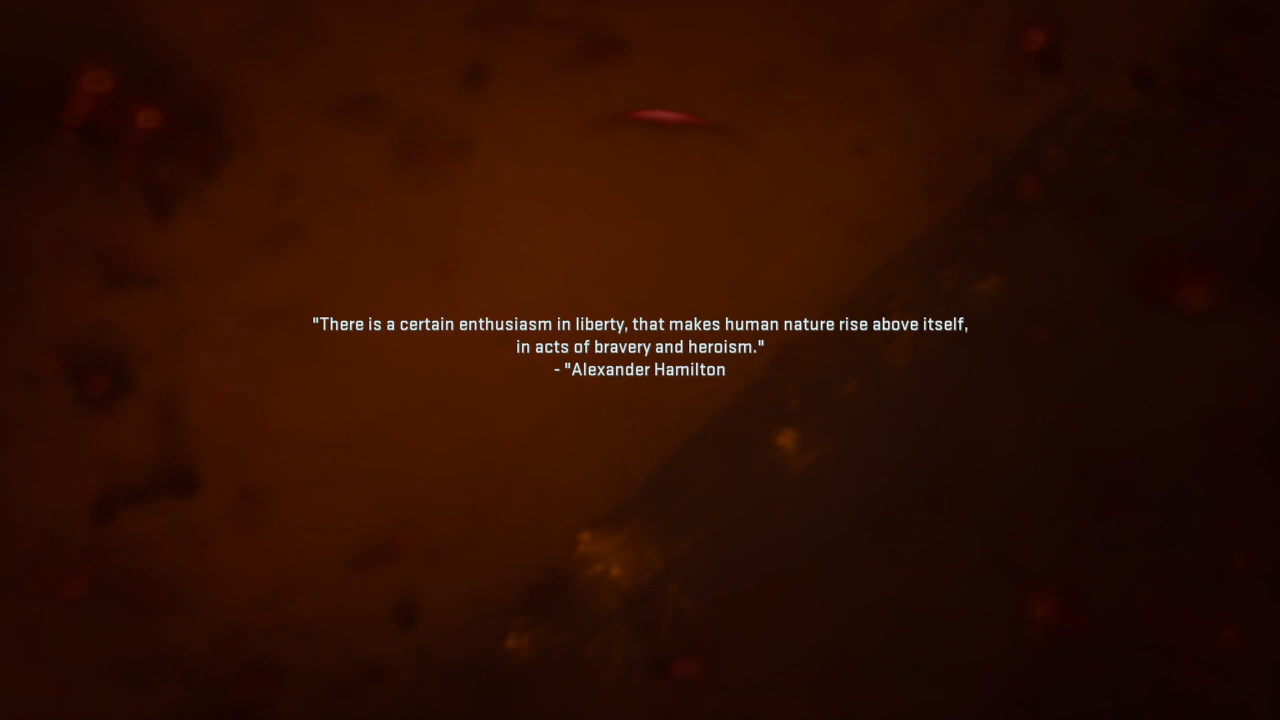 "There is a certain enthusiasm in liberty, that makes human nature rise above itself,
in acts of bravery and heroism."
- "Alexander Hamilton